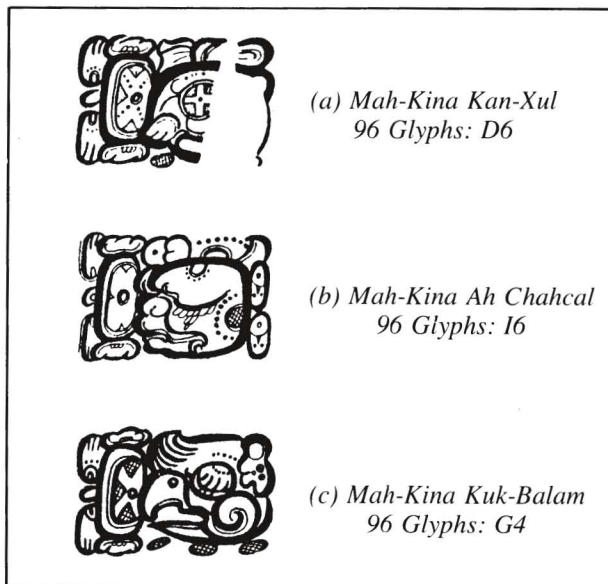 (a) Mah-Kina Kan-Xul
96 Glyphs: D6
(b) Mah-Kina Ah Chahcal
96 Glyphs: I6
(c) Mah-Kina Kuk-Balam
96 Glyphs: G4